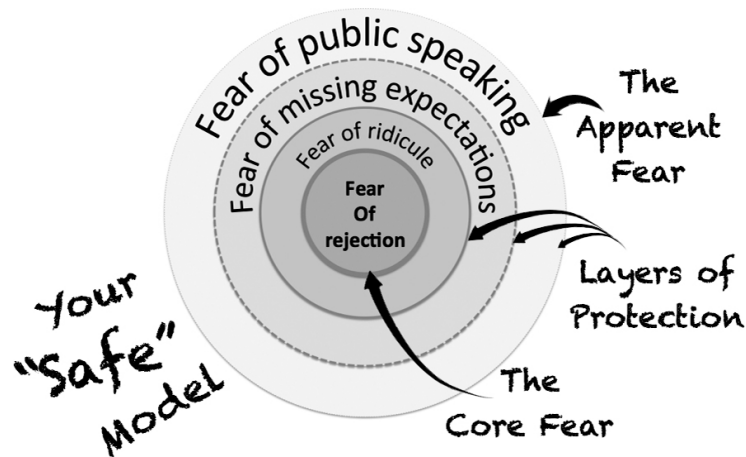 Fear of public speaking
Fear of missing expectations
Fear of ridicule
Fear
Of
rejection
The
Apparent
Fear
Layers of
Protection
The
Core Fear
Your
"Safe"
Model